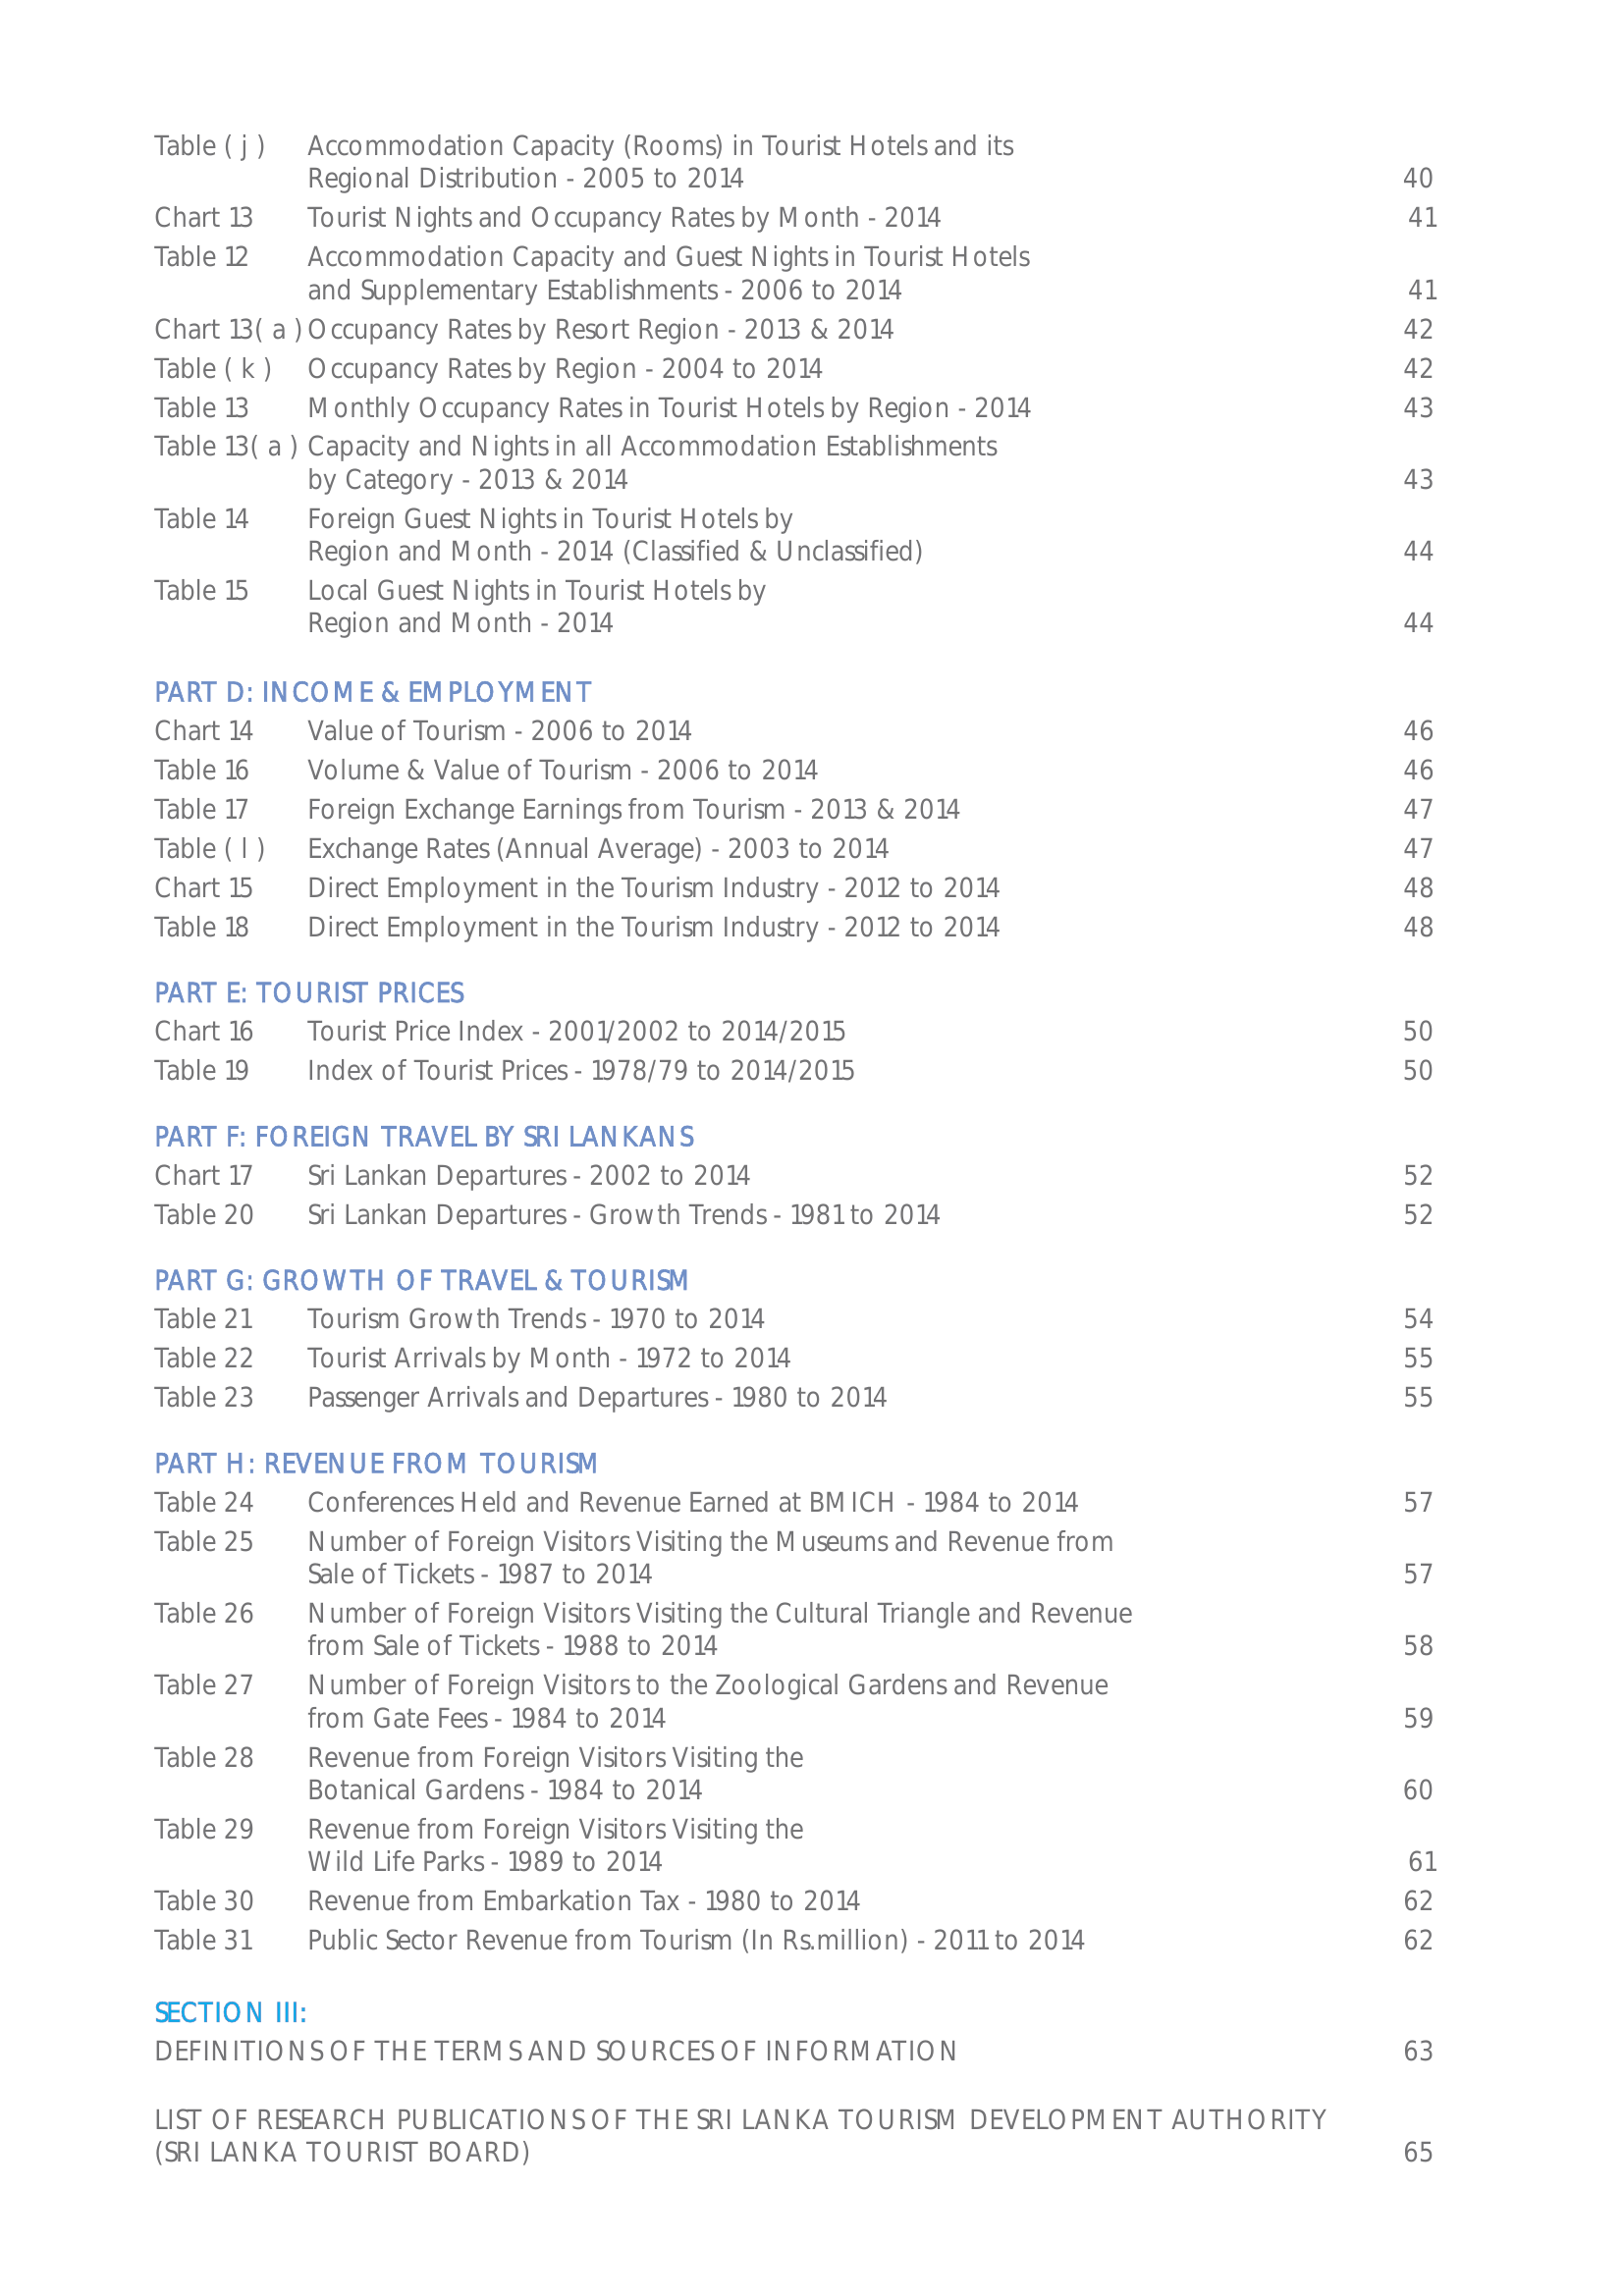 Table ( j ) Accommodation Capacity (Rooms) in Tourist Hotels and its
Regional Distribution - 2005 to 2014 40
Chart 13 Tourist Nights and Occupancy Rates by Month - 2014 41
Table 12 Accommodation Capacity and Guest Nights in Tourist Hotels
and Supplementary Establishments - 2006 to 2014 41
Chart 13( a ) Occupancy Rates by Resort Region - 2013 & 2014 42
Table ( k ) Occupancy Rates by Region - 2004 to 2014 42
Table 13 Monthly Occupancy Rates in Tourist Hotels by Region - 2014 43
Table 13( a ) Capacity and Nights in all Accommodation Establishments
by Category - 2013 & 2014 43
Table 14 Foreign Guest Nights in Tourist Hotels by
Region and Month - 2014 (Classified & Unclassified) 44
Table 15 Local Guest Nights in Tourist Hotels by
Region and Month - 2014 44
PART D: INCOME & EMPLOYMENT
Chart 14 Value of Tourism - 2006 to 2014 46
Table 16 Volume & Value of Tourism - 2006 to 2014 46
Table 17 Foreign Exchange Earnings from Tourism - 2013 & 2014 47
Table ( l ) Exchange Rates (Annual Average) - 2003 to 2014 47
Chart 15 Direct Employment in the Tourism Industry - 2012 to 2014 48
Table 18 Direct Employment in the Tourism Industry - 2012 to 2014 48
PART E: TOURIST PRICES
Chart 16 Tourist Price Index - 2001/2002 to 2014/2015 50
Table 19 Index of Tourist Prices - 1978/79 to 2014/2015 50
PART F: FOREIGN TRAVEL BY SRI LANKANS
Chart 17 Sri Lankan Departures - 2002 to 2014 52
Table 20 Sri Lankan Departures - Growth Trends - 1981 to 2014 52
PART G: GROWTH OF TRAVEL & TOURISM
Table 21 Tourism Growth Trends - 1970 to 2014 54
Table 22 Tourist Arrivals by Month - 1972 to 2014 55
Table 23 Passenger Arrivals and Departures - 1980 to 2014 55
PART H: REVENUE FROM TOURISM
Table 24 Conferences Held and Revenue Earned at BMICH - 1984 to 2014 57
Table 25 Number of Foreign Visitors Visiting the Museums and Revenue from
Sale of Tickets - 1987 to 2014 57
Table 26 Number of Foreign Visitors Visiting the Cultural Triangle and Revenue
from Sale of Tickets - 1988 to 2014 58
Table 27 Number of Foreign Visitors to the Zoological Gardens and Revenue
from Gate Fees - 1984 to 2014 59
Table 28 Revenue from Foreign Visitors Visiting the
Botanical Gardens - 1984 to 2014 60
Table 29 Revenue from Foreign Visitors Visiting the
Wild Life Parks - 1989 to 2014 61
Table 30 Revenue from Embarkation Tax - 1980 to 2014 62
Table 31 Public Sector Revenue from Tourism (In Rs.million) - 2011 to 2014 62
SECTION III:
DEFINITIONS OF THE TERMS AND SOURCES OF INFORMATION 63
LIST OF RESEARCH PUBLICATIONS OF THE SRI LANKA TOURISM DEVELOPMENT AUTHORITY
(SRI LANKA TOURIST BOARD) 65